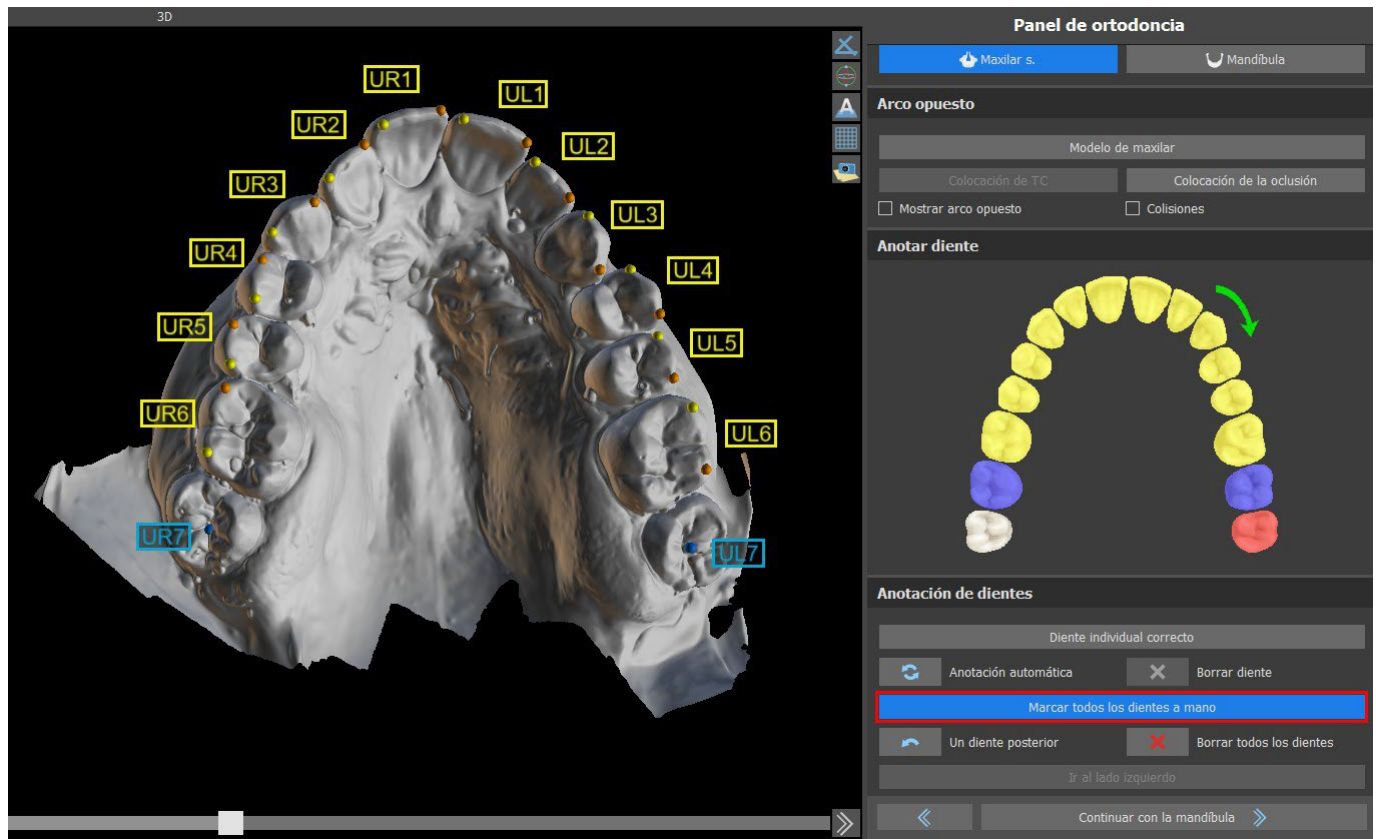 3D
UR1
UL1
UR2
UL2
UR3
UL3
UR4
UL4
UR5
UL5
UR6
UL6
UR7
UL7
A
Panel de ortodoncia
Maxilar s.
Mandíbula
Arco opuesto
Modelo de maxilar
Colocación de TC
Colocación de la oclusión
Mostrar arco opuesto
Colisiones
Anotar diente
Anotación de dientes
Diente individual correcto
Anotación automática
Borrar diente
Marcar todos los dientes a mano
Un diente posterior
Borrar todos los dientes
Ir al lado izquierdo
Continuar con la mandíbula